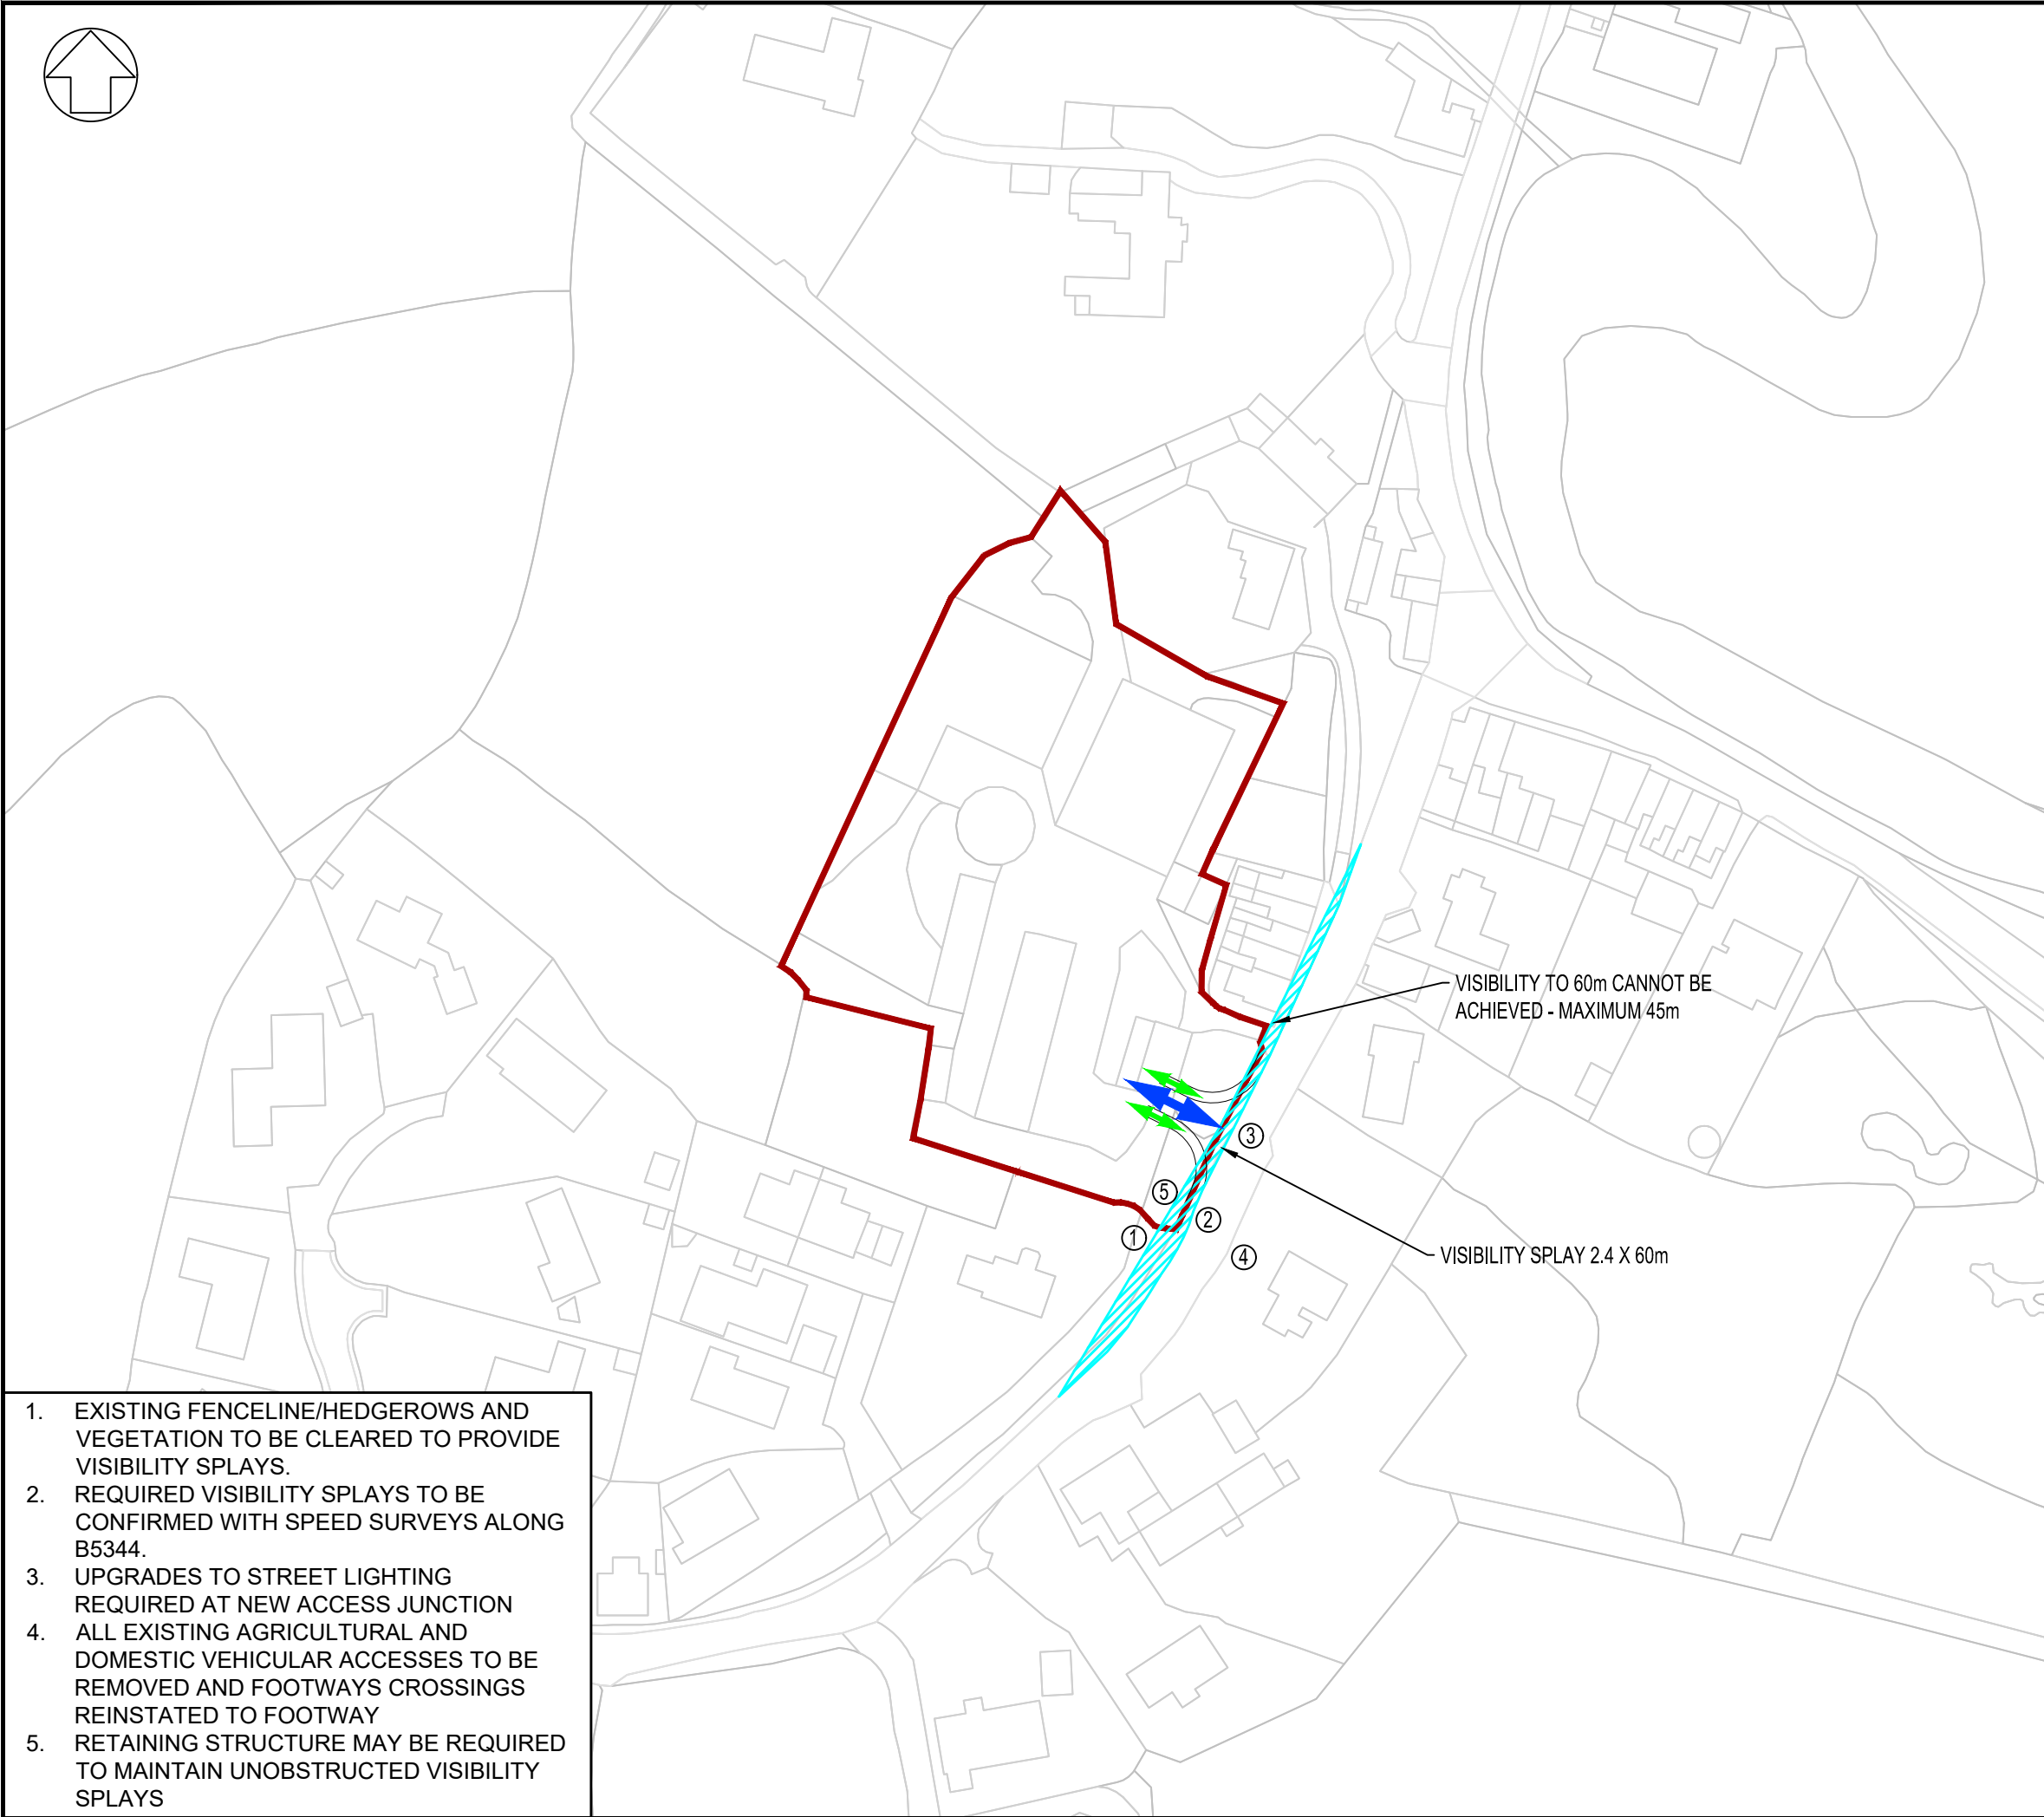 VISIBILITY TO 60m CANNOT BE
ACHIEVED - MAXIMUM 45m
③
⑤
②
①
④
VISIBILITY SPLAY 2.4 X 60m
1. EXISTING FENCELINE/HEDGEROWS AND
VEGETATION TO BE CLEARED TO PROVIDE
VISIBILITY SPLAYS.
2. REQUIRED VISIBILITY SPLAYS TO BE
CONFIRMED WITH SPEED SURVEYS ALONG
B5344.
3. UPGRADES TO STREET LIGHTING
REQUIRED AT NEW ACCESS JUNCTION
4. ALL EXISTING AGRICULTURAL AND
DOMESTIC VEHICULAR ACCESSES TO BE
REMOVED AND FOOTWAYS CROSSINGS
REINSTATED TO FOOTWAY
5. RETAINING STRUCTURE MAY BE REQUIRED
TO MAINTAIN UNOBSTRUCTED VISIBILITY
SPLAYS